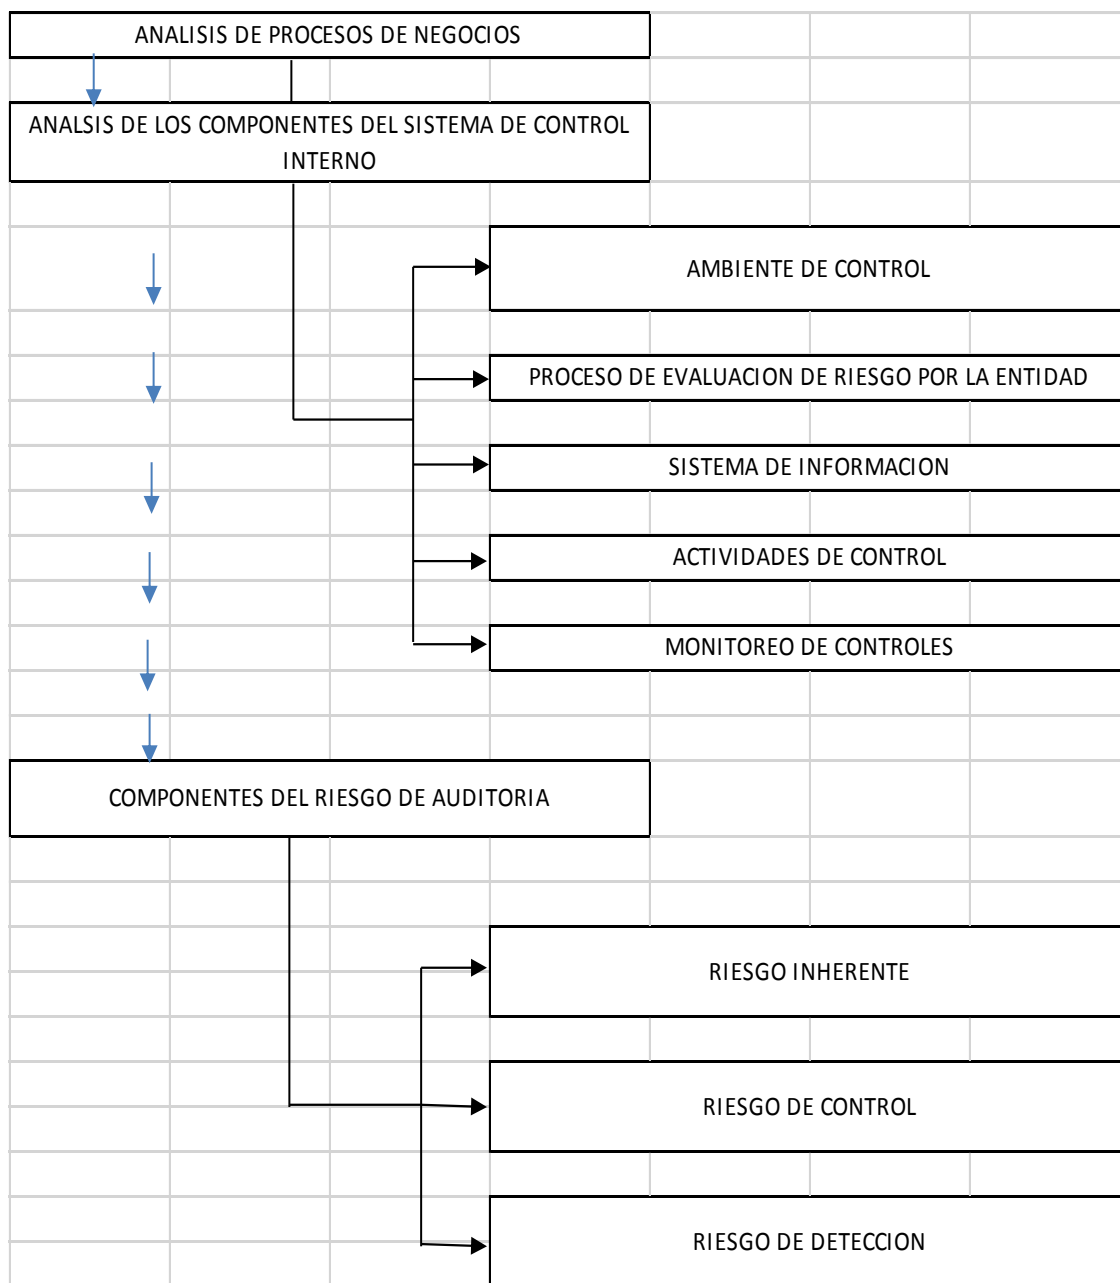 ANALISIS DE PROCESOS DE NEGOCIOS
ANALSIS DE LOS COMPONENTES DEL SISTEMA DE CONTROL
INTERNO
AMBIENTE DE CONTROL
PROCESO DE EVALUACION DE RIESGO POR LA ENTIDAD
SISTEMA DE INFORMACION
ACTIVIDADES DE CONTROL
MONITOREO DE CONTROLES
COMPONENTES DEL RIESGO DE AUDITORIA
RIESGO INHERENTE
RIESGO DE CONTROL
RIESGO DE DETECCION